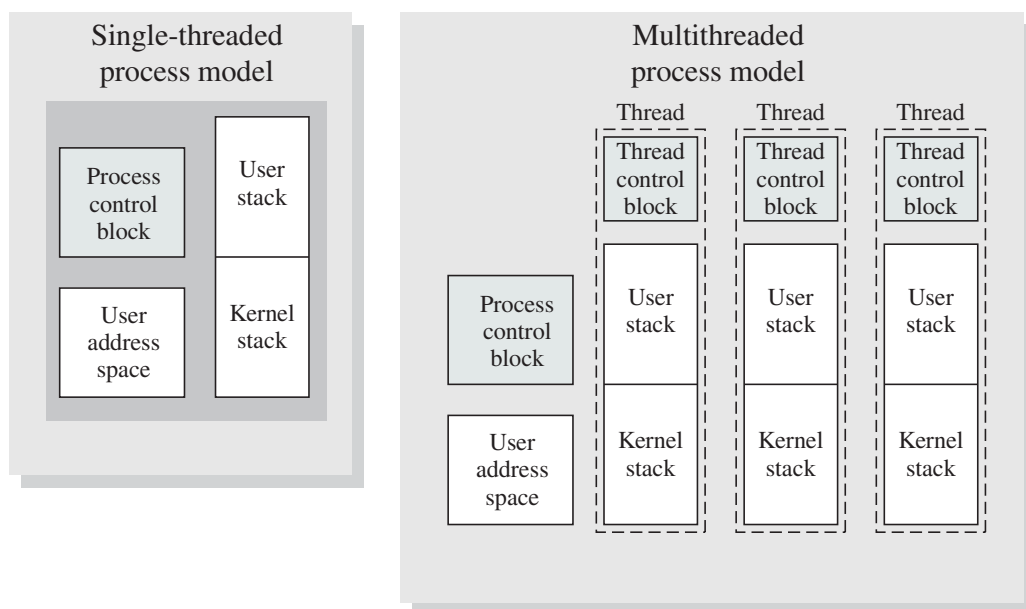 Single-threaded
process model
Process
control
block
User
stack
User
address
space
Kernel
stack
Multithreaded
process model
Thread
Thread
Thread
Thread
control
block
Thread
control
block
Thread
control
block
Process
control
block
User
stack
User
stack
User
stack
User
address
space
Kernel
stack
Kernel
stack
Kernel
stack